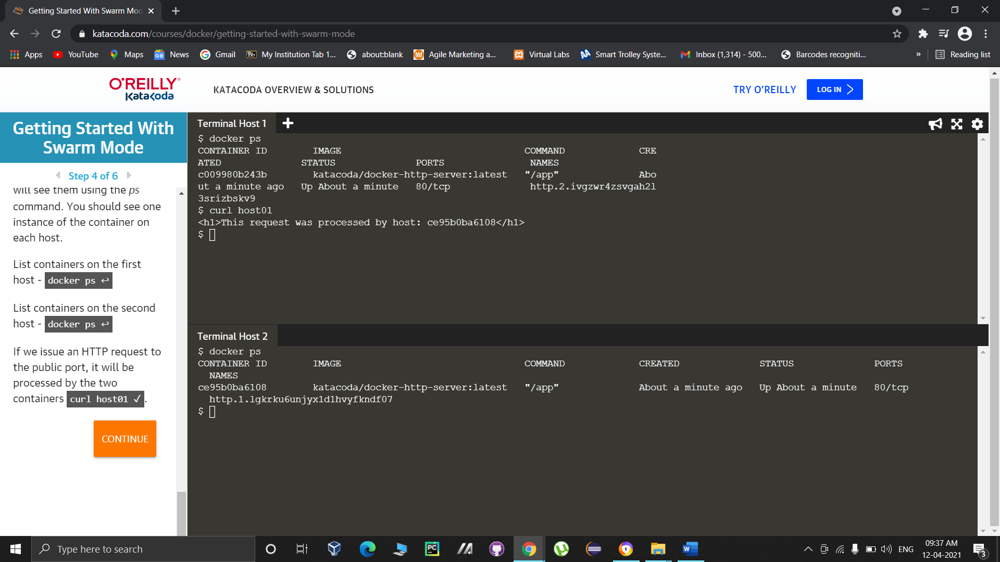 Getting Started With Swarm Mod
katacoda.com/courses/docker/getting-started-with-swarm-mode
Apps
YouTube
Maps
News
Gmail
Bb
My Institution Tab 1...
about:blank
Agile Marketing a...
Virtual Labs
Smart Trolley Syste...
Inbox (1,314) - 500...
Barcodes recogniti...
»
Reading list
O'REILLY®
Katacoda
KATACODA OVERVIEW & SOLUTIONS
TRY O'REILLY
LOG IN
Getting Started With
Swarm Mode
Step 4 of 6
will see them using the ps
command. You should see one
instance of the container on
each host.
List containers on the first
host - docker ps ↩
List containers on the second
host - docker ps ↩
If we issue an HTTP request to
the public port, it will be
processed by the two
containers curl host01 ✓ .
CONTINUE
Terminal Host 1
$ docker ps
CONTAINER ID IMAGE COMMAND CRE
ATED STATUS PORTS NAMES
c009980b243b katacoda/docker-http-server:latest "/app" Abo
ut a minute ago Up About a minute 80/tcp http.2.ivgzwr4zsvgah2l
3srizbskv9
$ curl host01
<h1>This request was processed by host: ce95b0ba6108</h1>
$
Terminal Host 2
$ docker ps
CONTAINER ID IMAGE COMMAND CREATED STATUS PORTS
NAMES
ce95b0ba6108 katacoda/docker-http-server:latest "/app" About a minute ago Up About a minute 80/tcp
http.1.lgkrku6unjyx1d1hvyfkndf07
$
Type here to search
PC
W
ENG
09:37 AM
12-04-2021
3